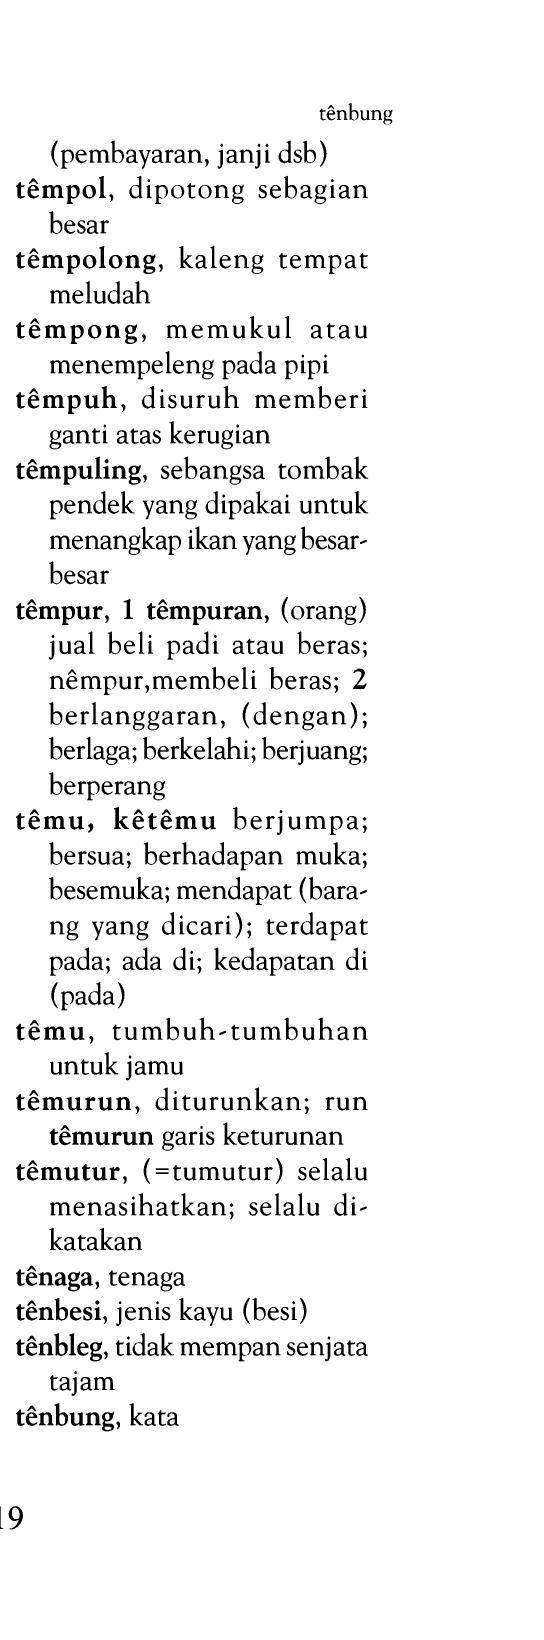 tênbung
(pembayaran, janji dsb)
têmpol, dipotong sebagian
besar
têmpolong, kaleng tempat
meludah
têmpong, memukul atau
menempeleng pada pipi
têmpuh, disuruh memberi
ganti atas kerugian
têmpuling, sebangsa tombak
pendek yang dipakai untuk
menangkap ikan yang besar-
besar
têmpur, 1 têmpuran, (orang)
jual beli padi atau beras;
nêmpur,membeli beras; 2
berlanggaran, (dengan);
berlaga; berkelahi; berjuang;
berperang
têmu, kêtêmu berjumpa;
bersua; berhadapan muka;
besemuka; mendapat (bara-
ng yang dicari); terdapat
pada; ada di; kedapatan di
(pada)
têmu, tumbuh-tumbuhan
untuk jamu
têmurun, diturunkan; run
têmurun garis keturunan
têmutur, (=tumutur) selalu
menasihatkan; selalu di-
katakan
tênaga, tenaga
tênbesi, jenis kayu (besi)
tênbleg, tidak mempan senjata
tajam
tênbung, kata
19